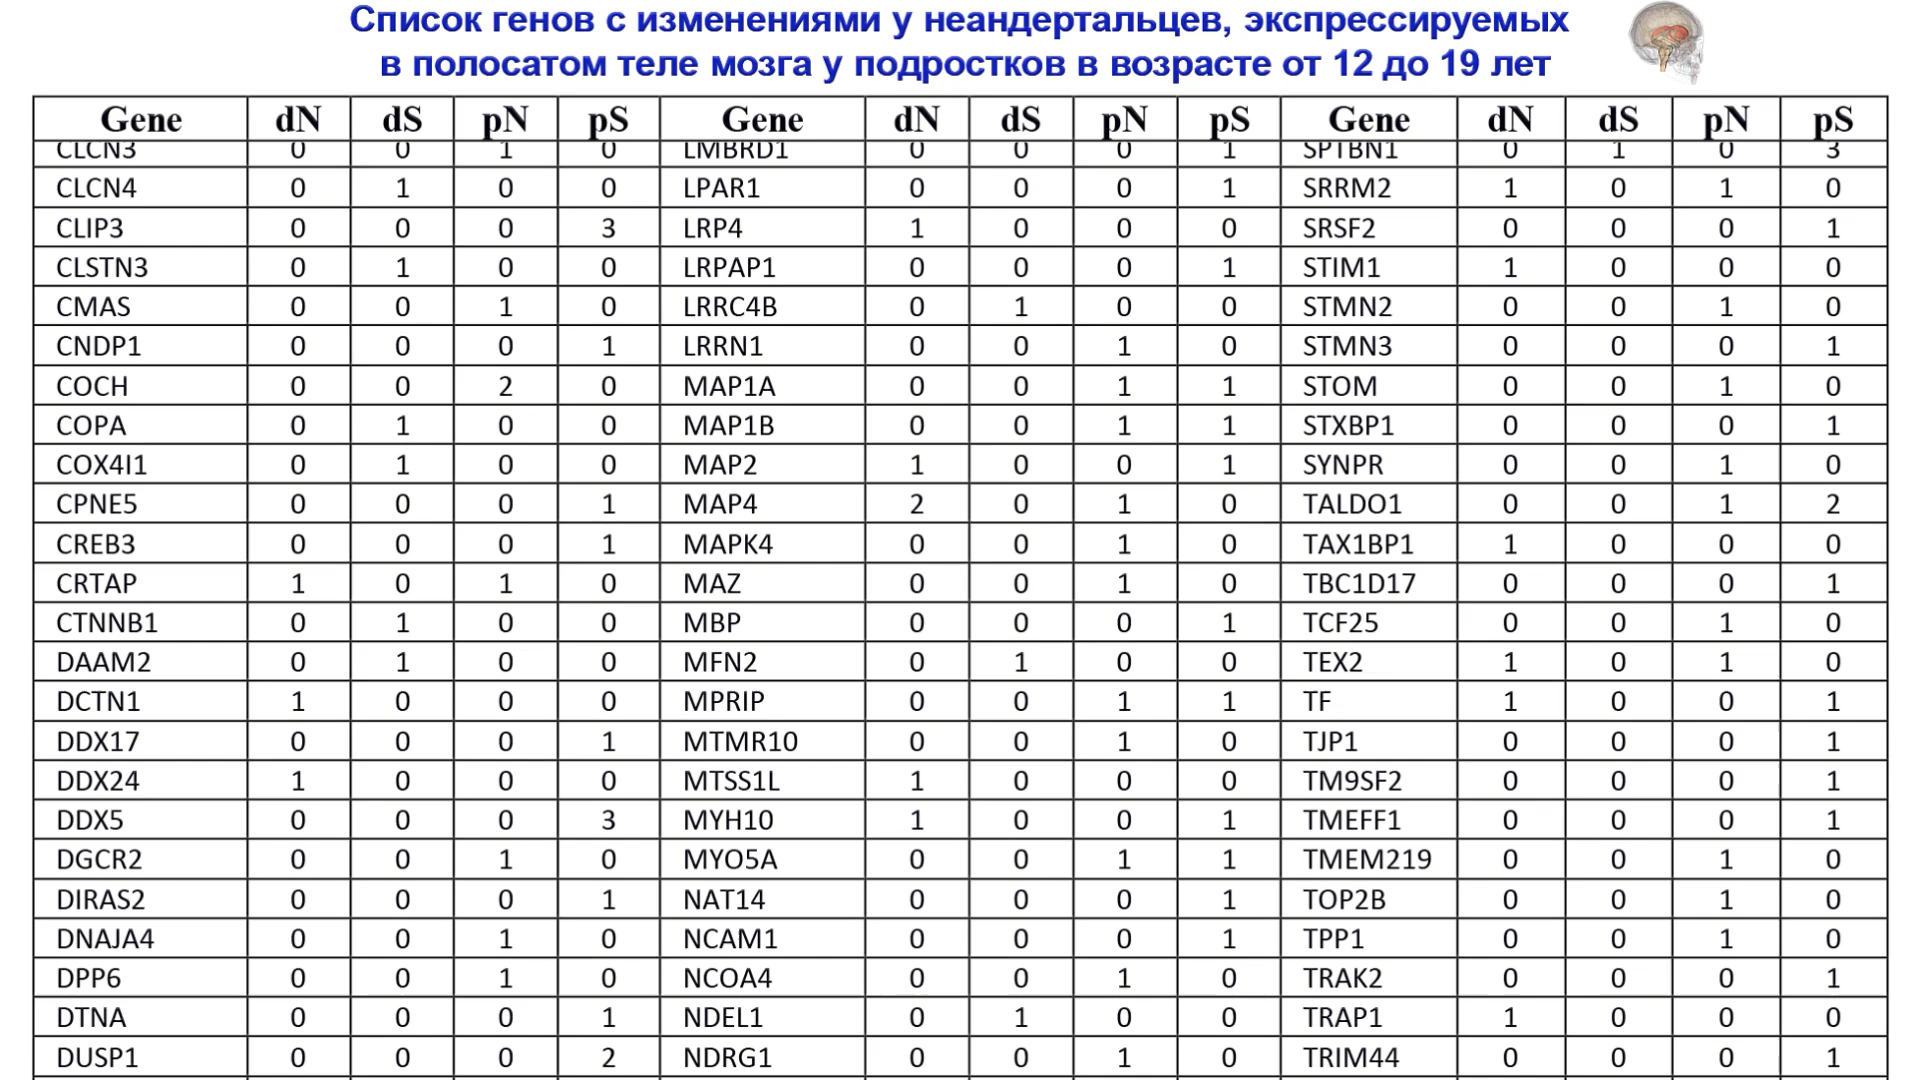 Список генов с изменениями у неандертальцев, экспрессируемых
в полосатом теле мозга у подростков в возрасте от 12 до 19 лет
Gene dN dS pN pS Gene dN dS pN pS Gene dN dS pN pS
CLCN3 0 0 1 0 LMBRD1 0 0 0 1 SPTBN1 0 1 0 3
CLCN4 0 1 0 0 LPAR1 0 0 0 1 SRRM2 1 0 1 0
CLIP3 0 0 0 3 LRP4 1 0 0 0 SRSF2 0 0 0 1
CLSTN3 0 1 0 0 LRPAP1 0 0 0 1 STIM1 1 0 0 0
CMAS 0 0 1 0 LRRC4B 0 1 0 0 STMN2 0 0 1 0
CNDP1 0 0 0 1 LRRN1 0 0 1 0 STMN3 0 0 0 1
COCH 0 0 2 0 MAP1A 0 0 1 1 STOM 0 0 1 0
COPA 0 1 0 0 MAP1B 0 0 1 1 STXBP1 0 0 0 1
COX4I1 0 1 0 0 MAP2 1 0 0 1 SYNPR 0 0 1 0
CPNE5 0 0 0 1 MAP4 2 0 1 0 TALDO1 0 0 1 2
CREB3 0 0 0 1 MAPK4 0 0 1 0 TAX1BP1 1 0 0 0
CRTAP 1 0 1 0 MAZ 0 0 1 0 TBC1D17 0 0 0 1
CTNNB1 0 1 0 0 MBP 0 0 0 1 TCF25 0 0 1 0
DAAM2 0 1 0 0 MFN2 0 1 0 0 TEX2 1 0 1 0
DCTN1 1 0 0 0 MPRIP 0 0 1 1 TF 1 0 0 1
DDX17 0 0 0 1 MTMR10 0 0 1 0 TJP1 0 0 0 1
DDX24 1 0 0 0 MTSS1L 1 0 0 0 TM9SF2 0 0 0 1
DDX5 0 0 0 3 MYH10 1 0 0 1 TMEFF1 0 0 0 1
DGCR2 0 0 1 0 MYO5A 0 0 1 1 TMEM219 0 0 1 0
DIRAS2 0 0 0 1 NAT14 0 0 0 1 TOP2B 0 0 1 0
DNAJA4 0 0 1 0 NCAM1 0 0 0 1 TPP1 0 0 1 0
DPP6 0 0 1 0 NCOA4 0 0 1 0 TRAK2 0 0 0 1
DTNA 0 0 0 1 NDEL1 0 1 0 0 TRAP1 1 0 0 0
DUSP1 0 0 0 2 NDRG1 0 0 1 0 TRIM44 0 0 0 1